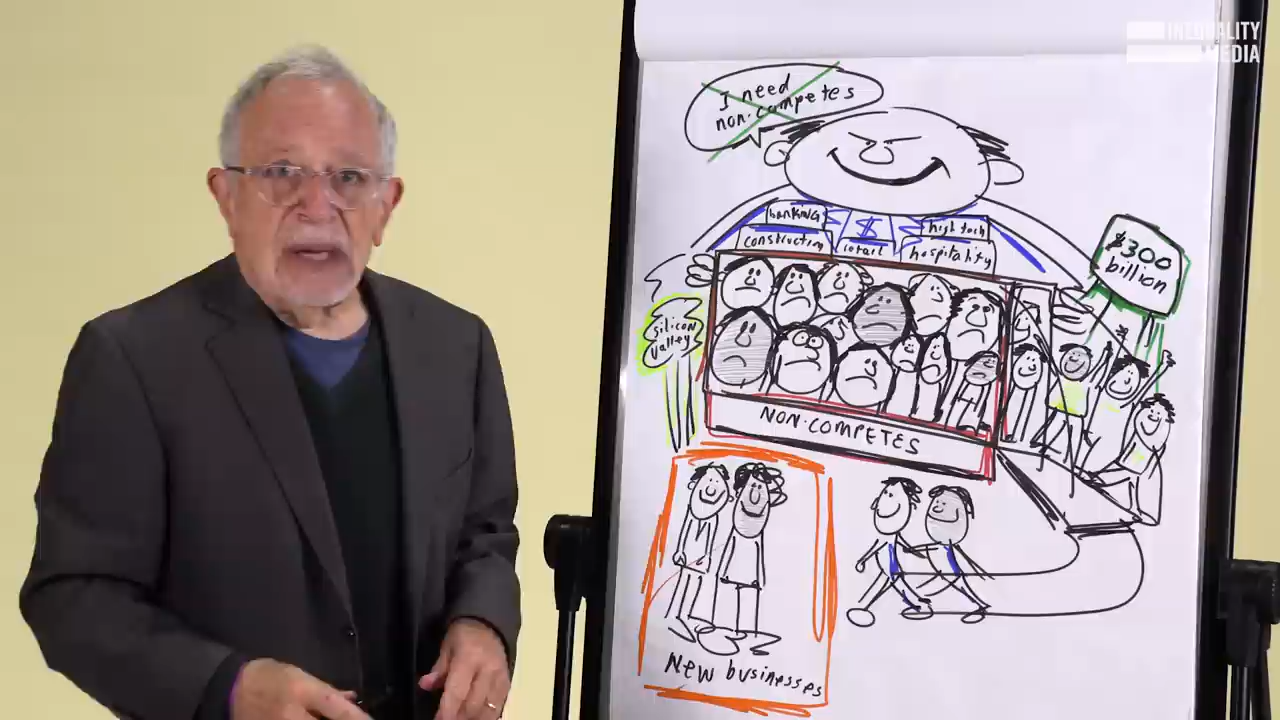 INEQUALITY
MEDIA
I need
non-competes
banking
$
high tech
construction
retail
hospitality
$300
billion
silicon
valley
NON-COMPETES
New businesses